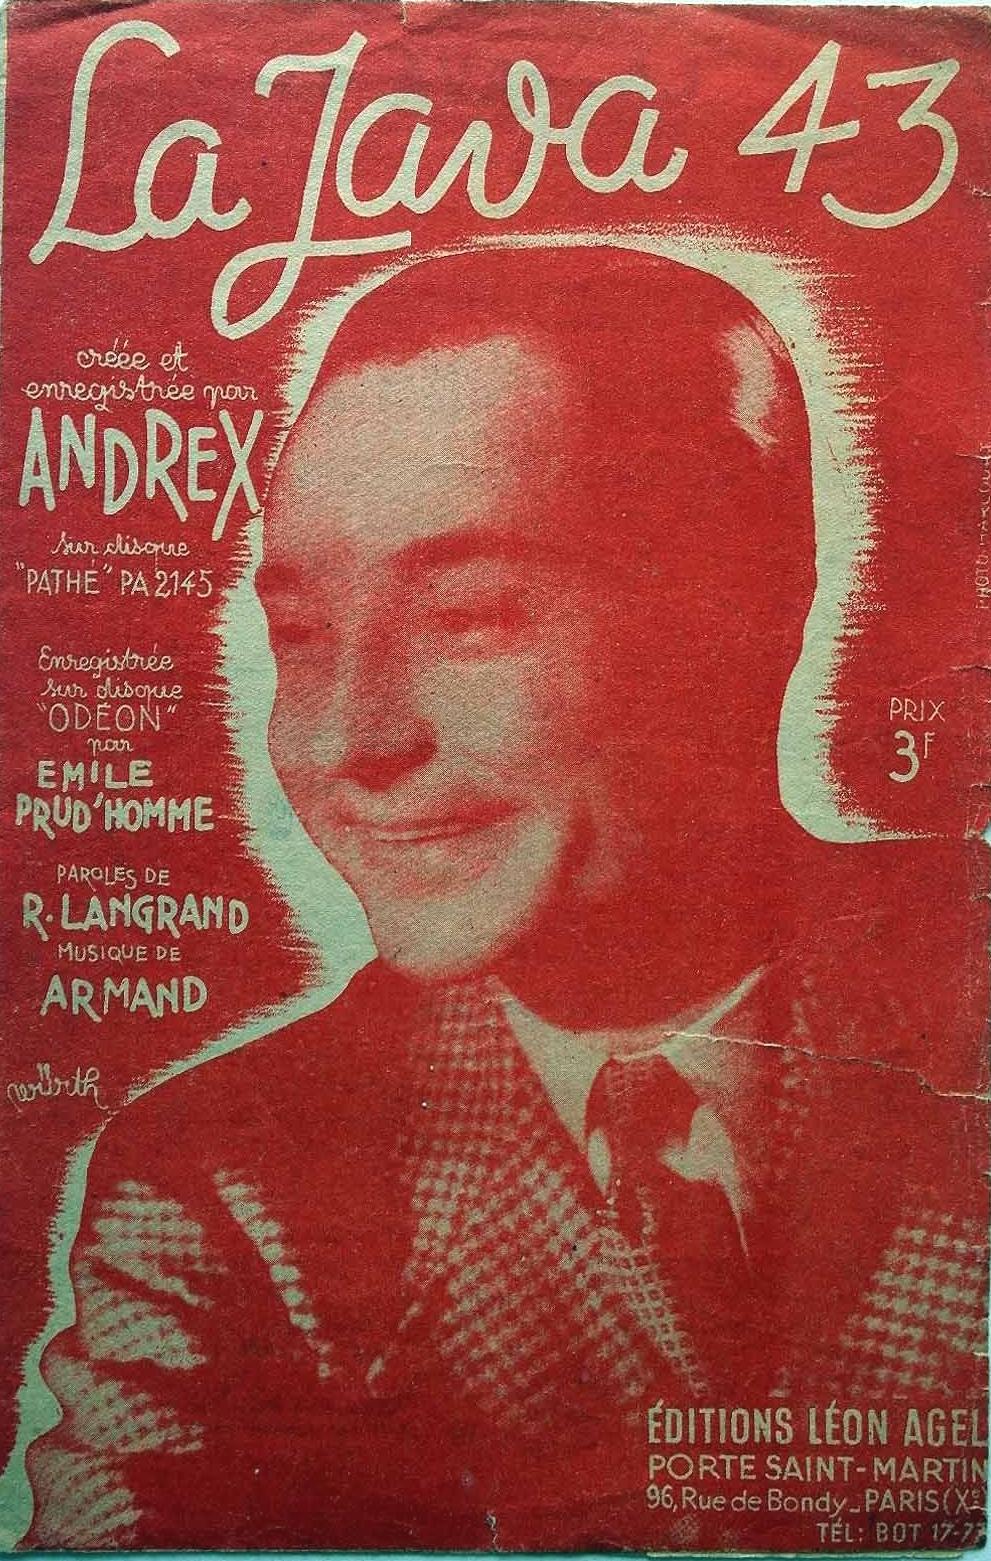 La Java 43
créée et
enregistrée par
ANDREX
sur disque
"PATHÉ" PA 2145
Enregistrée
sur disque
"ODÉON"
par
EMILE
PRUD'HOMME
PAROLES DE
R. LANGRAND
MUSIQUE DE
ARMAND
würth
PRIX
3F
ÉDITIONS LÉON AGEL
PORTE SAINT-MARTIN
96, Rue de Bondy_PARIS (Xe
TÉL: BOT 17-7